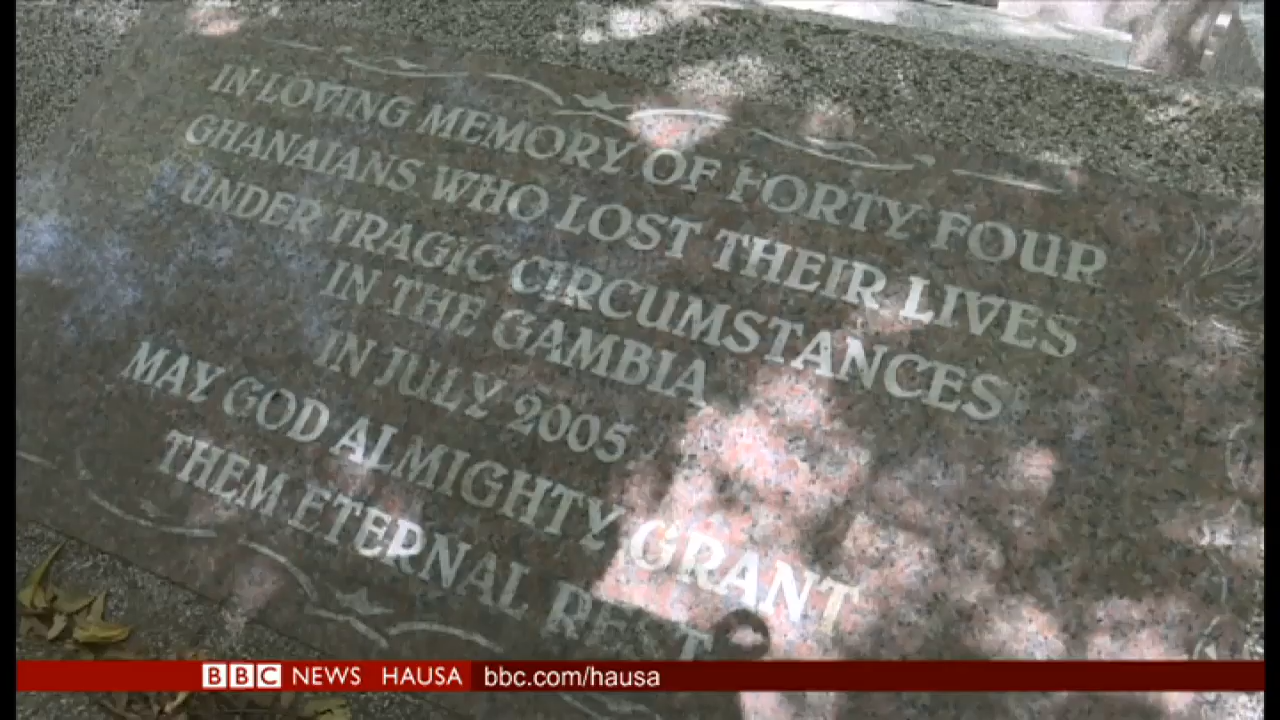 IN LOVING MEMORY OF FORTY FOUR
GHANAIANS WHO LOST THEIR LIVES
UNDER TRAGIC CIRCUMSTANCES
IN THE GAMBIA
IN JULY 2005
MAY GOD ALMIGHTY GRANT
THEM ETERNAL REST
BBC NEWS HAUSA bbc.com/hausa